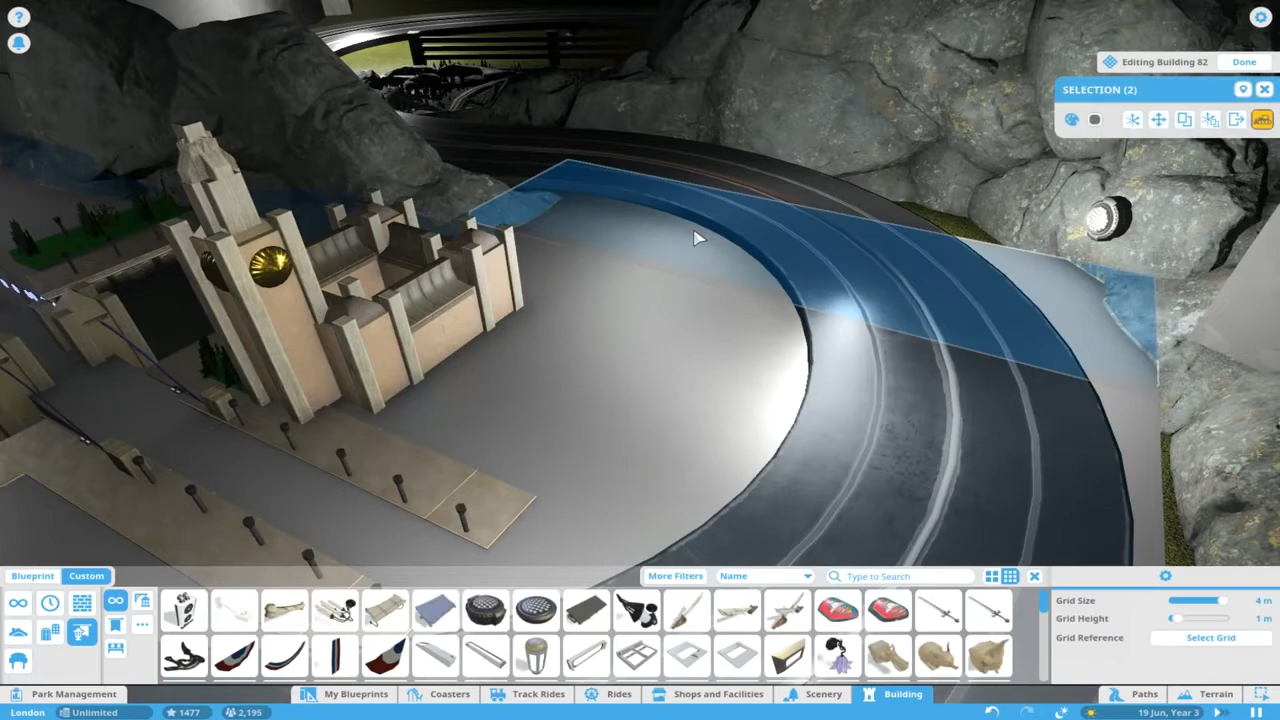 ?
Editing Building 82 Done
SELECTION (2)
Blueprint Custom More Filters Name Type to Search
Grid Size 4 m
Grid Height 1 m
Grid Reference Select Grid
Park Management My Blueprints Coasters Track Rides Rides Shops and Facilities Scenery Building Paths Terrain
London Unlimited 1477 2,195 19 Jun, Year 3